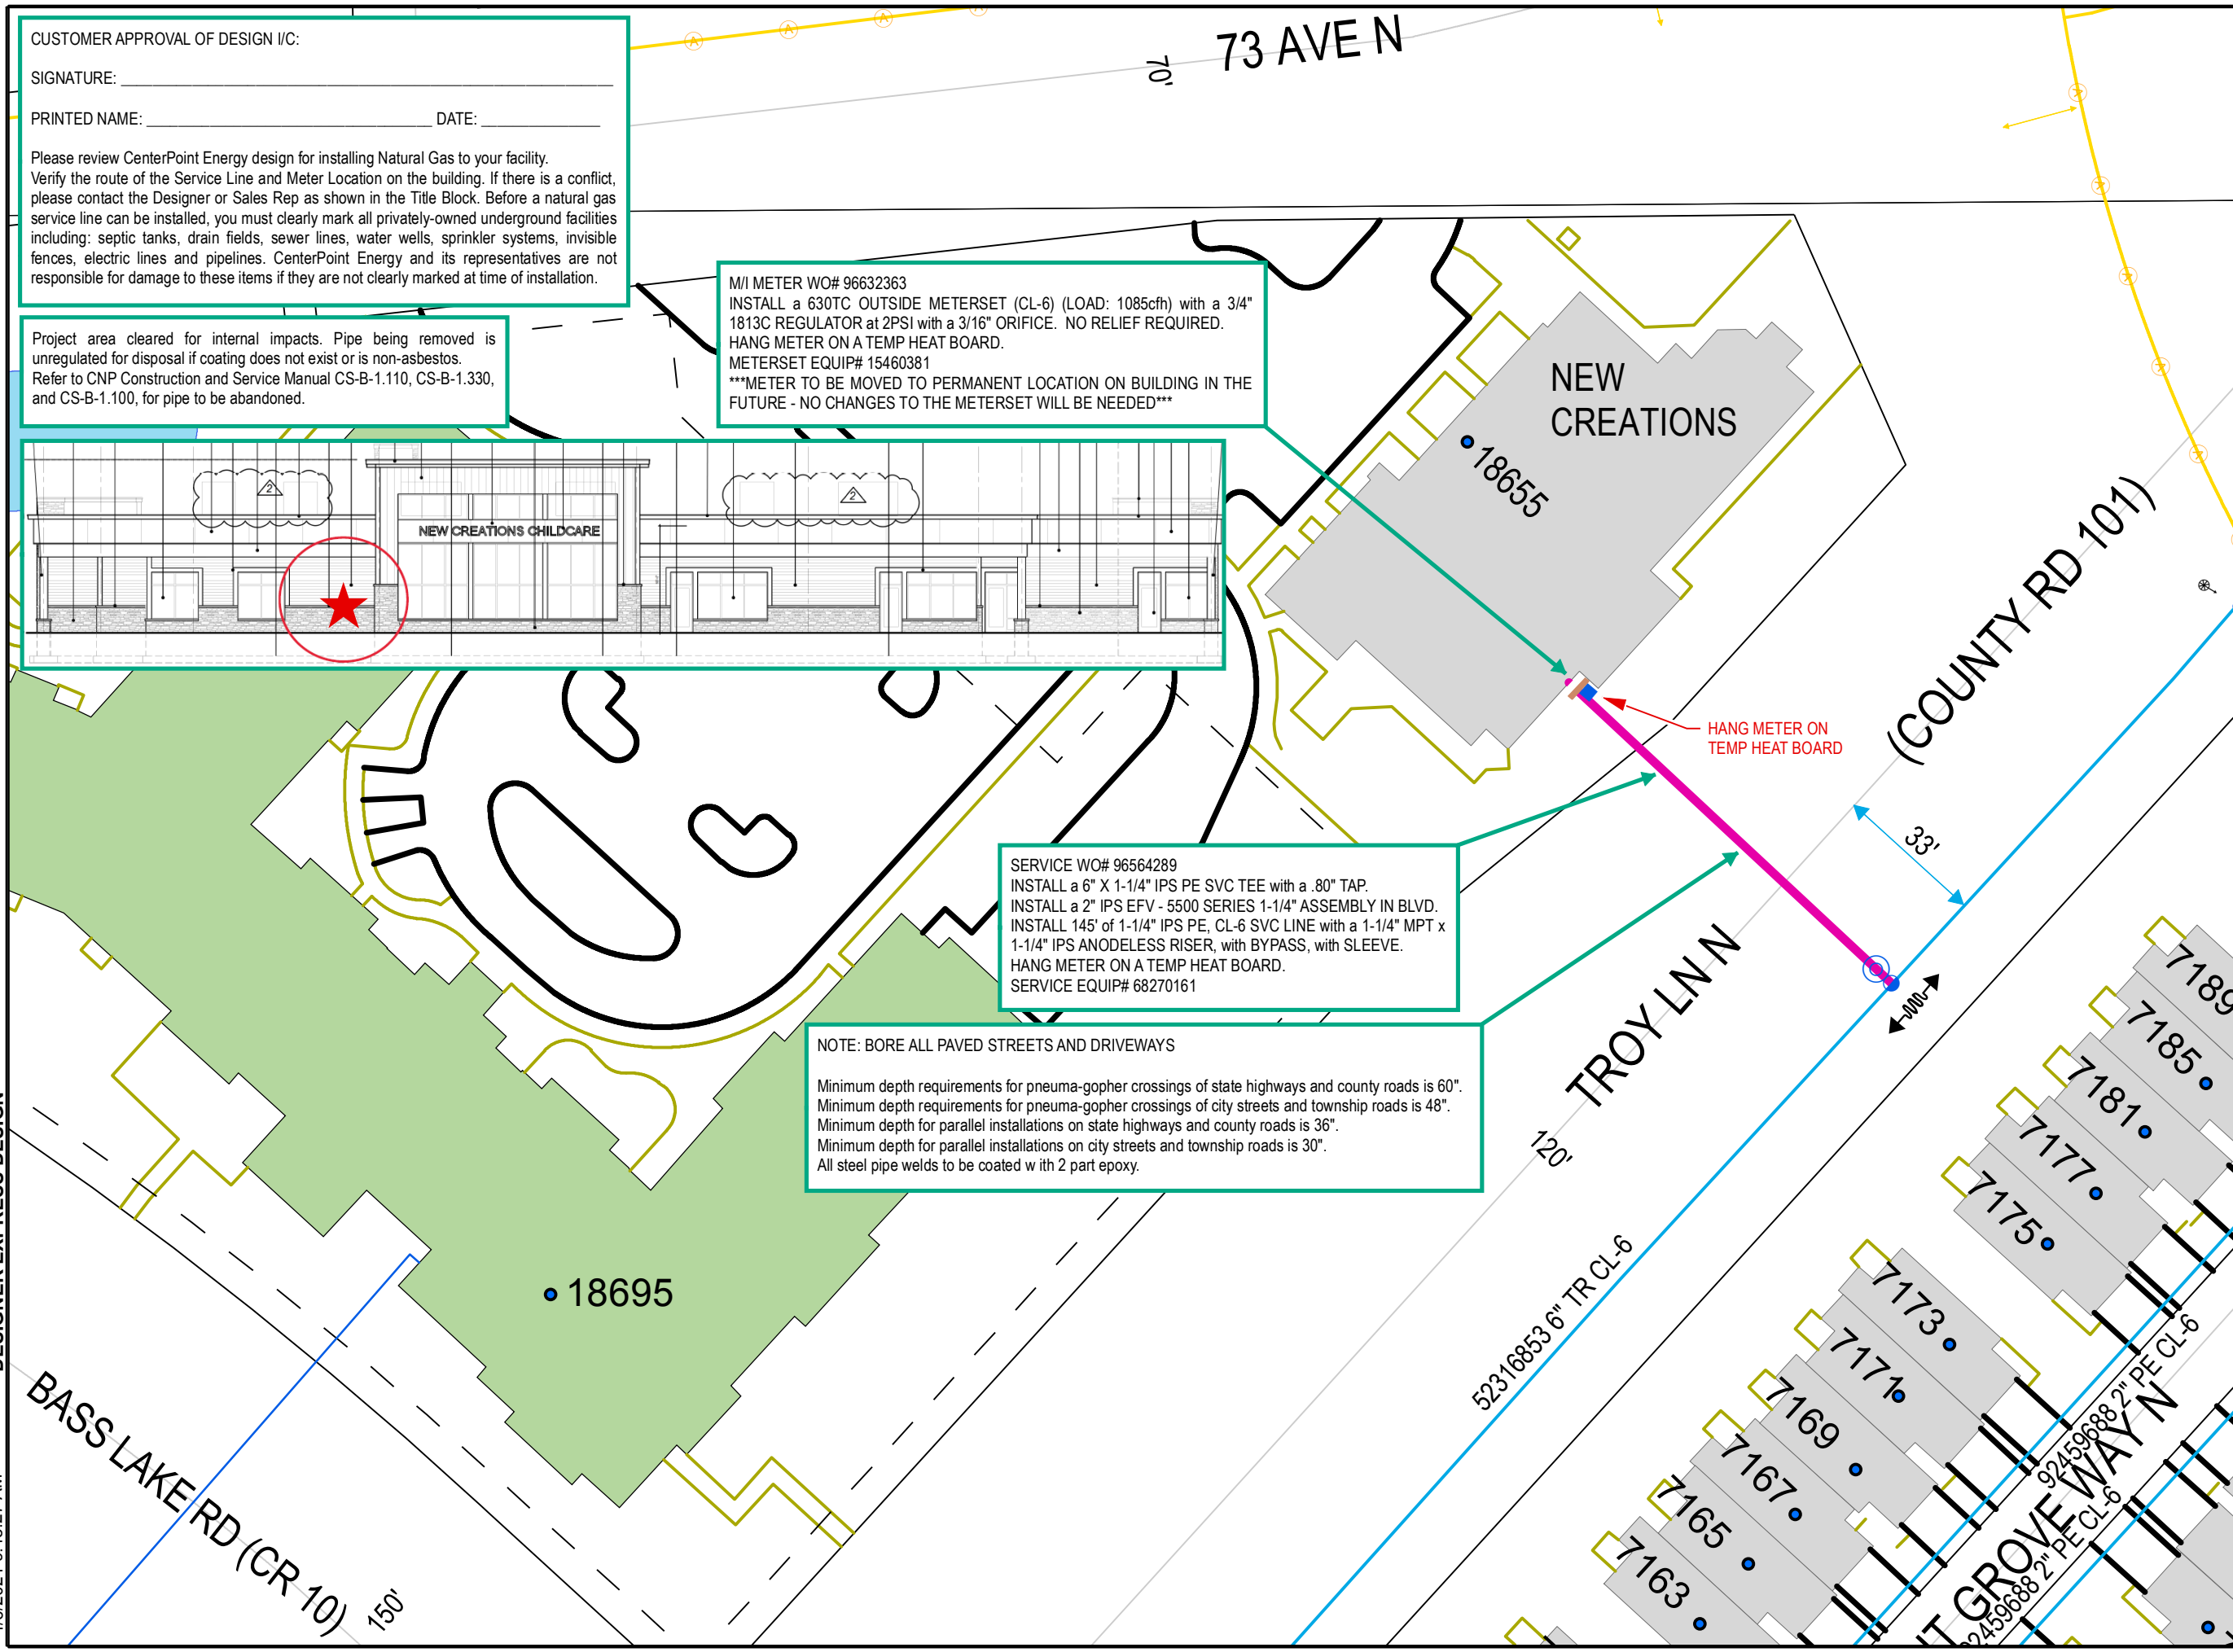 CUSTOMER APPROVAL OF DESIGN I/C:
SIGNATURE:
PRINTED NAME: DATE:
Please review CenterPoint Energy design for installing Natural Gas to your facility.
Verify the route of the Service Line and Meter Location on the building. If there is a conflict,
please contact the Designer or Sales Rep as shown in the Title Block. Before a natural gas
service line can be installed, you must clearly mark all privately-owned underground facilities
including: septic tanks, drain fields, sewer lines, water wells, sprinkler systems, invisible
fences, electric lines and pipelines. CenterPoint Energy and its representatives are not
responsible for damage to these items if they are not clearly marked at time of installation.
73 AVE N
70'
Project area cleared for internal impacts. Pipe being removed is
unregulated for disposal if coating does not exist or is non-asbestos.
Refer to CNP Construction and Service Manual CS-B-1.110, CS-B-1.330,
and CS-B-1.100, for pipe to be abandoned.
M/I METER WO# 96632363
INSTALL a 630TC OUTSIDE METERSET (CL-6) (LOAD: 1085cfh) with a 3/4"
1813C REGULATOR at 2PSI with a 3/16" ORIFICE. NO RELIEF REQUIRED.
HANG METER ON A TEMP HEAT BOARD.
METERSET EQUIP# 15460381
***METER TO BE MOVED TO PERMANENT LOCATION ON BUILDING IN THE
FUTURE - NO CHANGES TO THE METERSET WILL BE NEEDED***
NEW
CREATIONS
18655
2
2
NEW CREATIONS CHILDCARE
(COUNTY RD 101)
HANG METER ON
TEMP HEAT BOARD
33'
SERVICE WO# 96564289
INSTALL a 6" X 1-1/4" IPS PE SVC TEE with a .80" TAP.
INSTALL a 2" IPS EFV - 5500 SERIES 1-1/4" ASSEMBLY IN BLVD.
INSTALL 145' of 1-1/4" IPS PE, CL-6 SVC LINE with a 1-1/4" MPT x
1-1/4" IPS ANODELESS RISER, with BYPASS, with SLEEVE.
HANG METER ON A TEMP HEAT BOARD.
SERVICE EQUIP# 68270161
TROY LN N
120'
NOTE: BORE ALL PAVED STREETS AND DRIVEWAYS
Minimum depth requirements for pneuma-gopher crossings of state highways and county roads is 60".
Minimum depth requirements for pneuma-gopher crossings of city streets and township roads is 48".
Minimum depth for parallel installations on state highways and county roads is 36".
Minimum depth for parallel installations on city streets and township roads is 30".
All steel pipe welds to be coated with 2 part epoxy.
7189
7185
7181
7177
7175
7173
7171
7169
7167
7165
7163
52316853 6" TR CL-6
92459688 2" PE CL-6
GROVE WAY N
92459688 2" PE CL-6
18695
BASS LAKE RD (CR 10)
150'